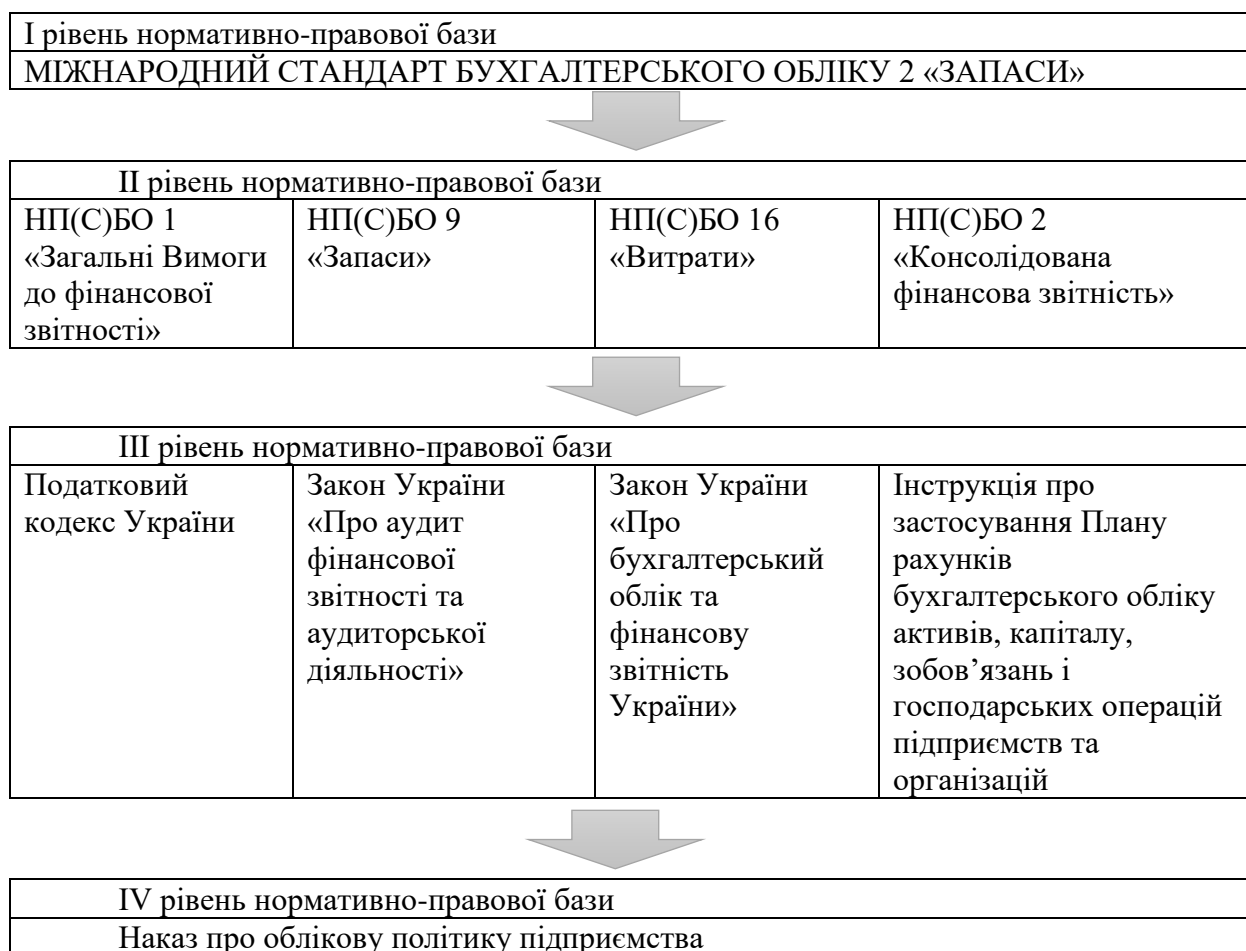 І рівень нормативно-правової бази
МІЖНАРОДНИЙ СТАНДАРТ БУХГАЛТЕРСЬКОГО ОБЛІКУ 2 «ЗАПАСИ»
ІІ рівень нормативно-правової бази
НП(С)БО 1
«Загальні Вимоги
до фінансової
звітності»
НП(С)БО 9
«Запаси»
НП(С)БО 16
«Витрати»
НП(С)БО 2
«Консолідована
фінансова звітність»
ІІІ рівень нормативно-правової бази
Податковий
кодекс України
Закон України
«Про аудит
фінансової
звітності та
аудиторської
діяльності»
Закон України
«Про
бухгалтерський
облік та
фінансову
звітність
України»
Інструкція про
застосування Плану
рахунків
бухгалтерського обліку
активів, капіталу,
зобов’язань і
господарських операцій
підприємств та
організацій
IV рівень нормативно-правової бази
Наказ про облікову політику підприємства